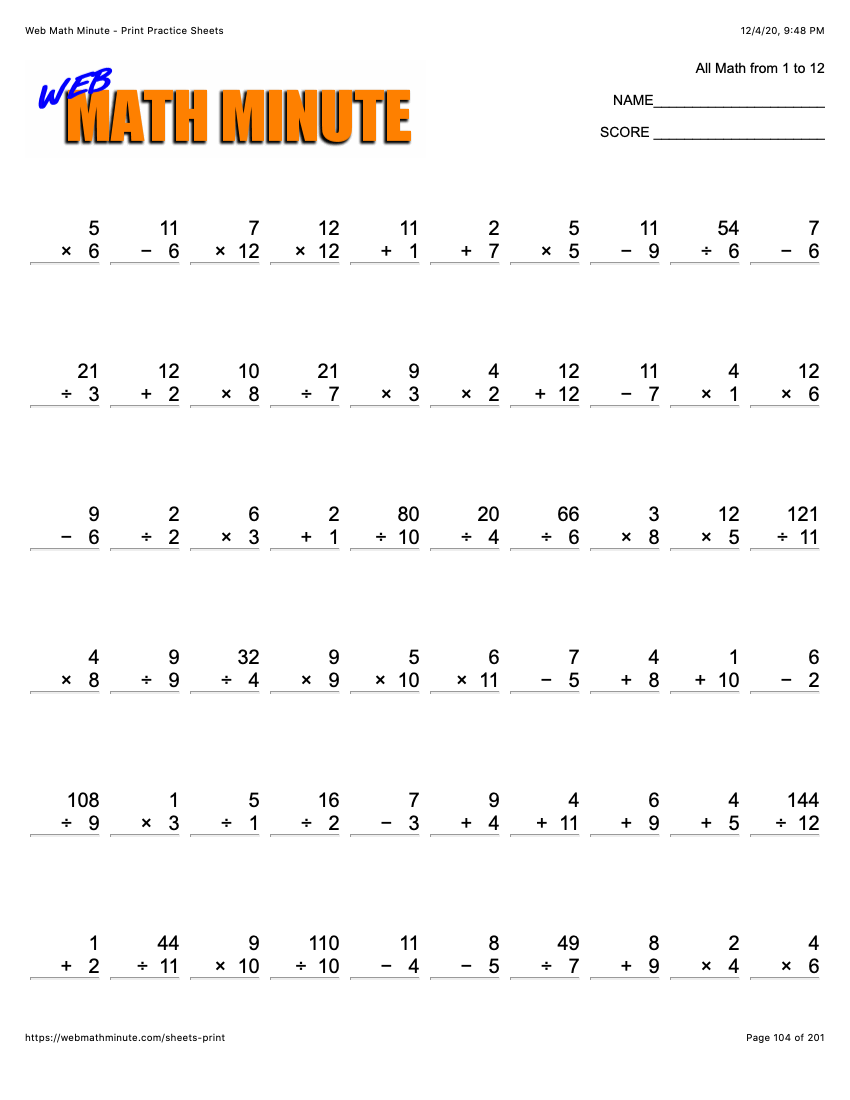 Web Math Minute - Print Practice Sheets 12/4/20, 9:48 PM
WEB
MATH MINUTE
All Math from 1 to 12
NAME______________________
SCORE ______________________
5 11 7 12 11 2 5 11 54 7
× 6 − 6 × 12 × 12 + 1 + 7 × 5 − 9 ÷ 6 − 6
21 12 10 21 9 4 12 11 4 12
÷ 3 + 2 × 8 ÷ 7 × 3 × 2 + 12 − 7 × 1 × 6
9 2 6 2 80 20 66 3 12 121
− 6 ÷ 2 × 3 + 1 ÷ 10 ÷ 4 ÷ 6 × 8 × 5 ÷ 11
4 9 32 9 5 6 7 4 1 6
× 8 ÷ 9 ÷ 4 × 9 × 10 × 11 − 5 + 8 + 10 − 2
108 1 5 16 7 9 4 6 4 144
÷ 9 × 3 ÷ 1 ÷ 2 − 3 + 4 + 11 + 9 + 5 ÷ 12
1 44 9 110 11 8 49 8 2 4
+ 2 ÷ 11 × 10 ÷ 10 − 4 − 5 ÷ 7 + 9 × 4 × 6
https://webmathminute.com/sheets-print Page 104 of 201